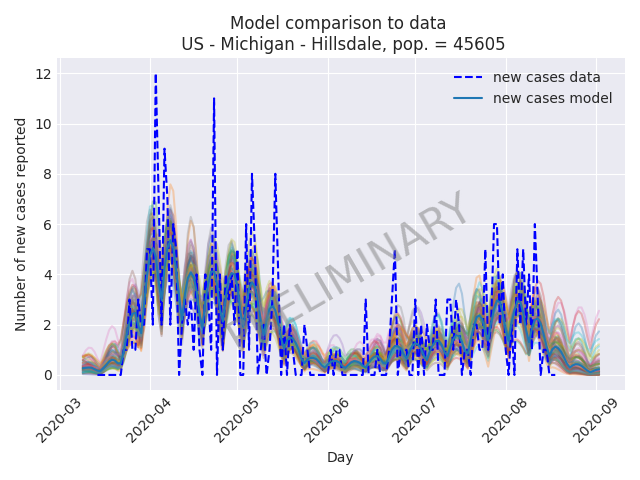 Model comparison to data
US - Michigan - Hillsdale, pop. = 45605
new cases data
new cases model
PRELIMINARY
Number of new cases reported
12
10
8
6
4
2
0
2020-03
2020-04
2020-05
2020-06
2020-07
2020-08
2020-09
Day